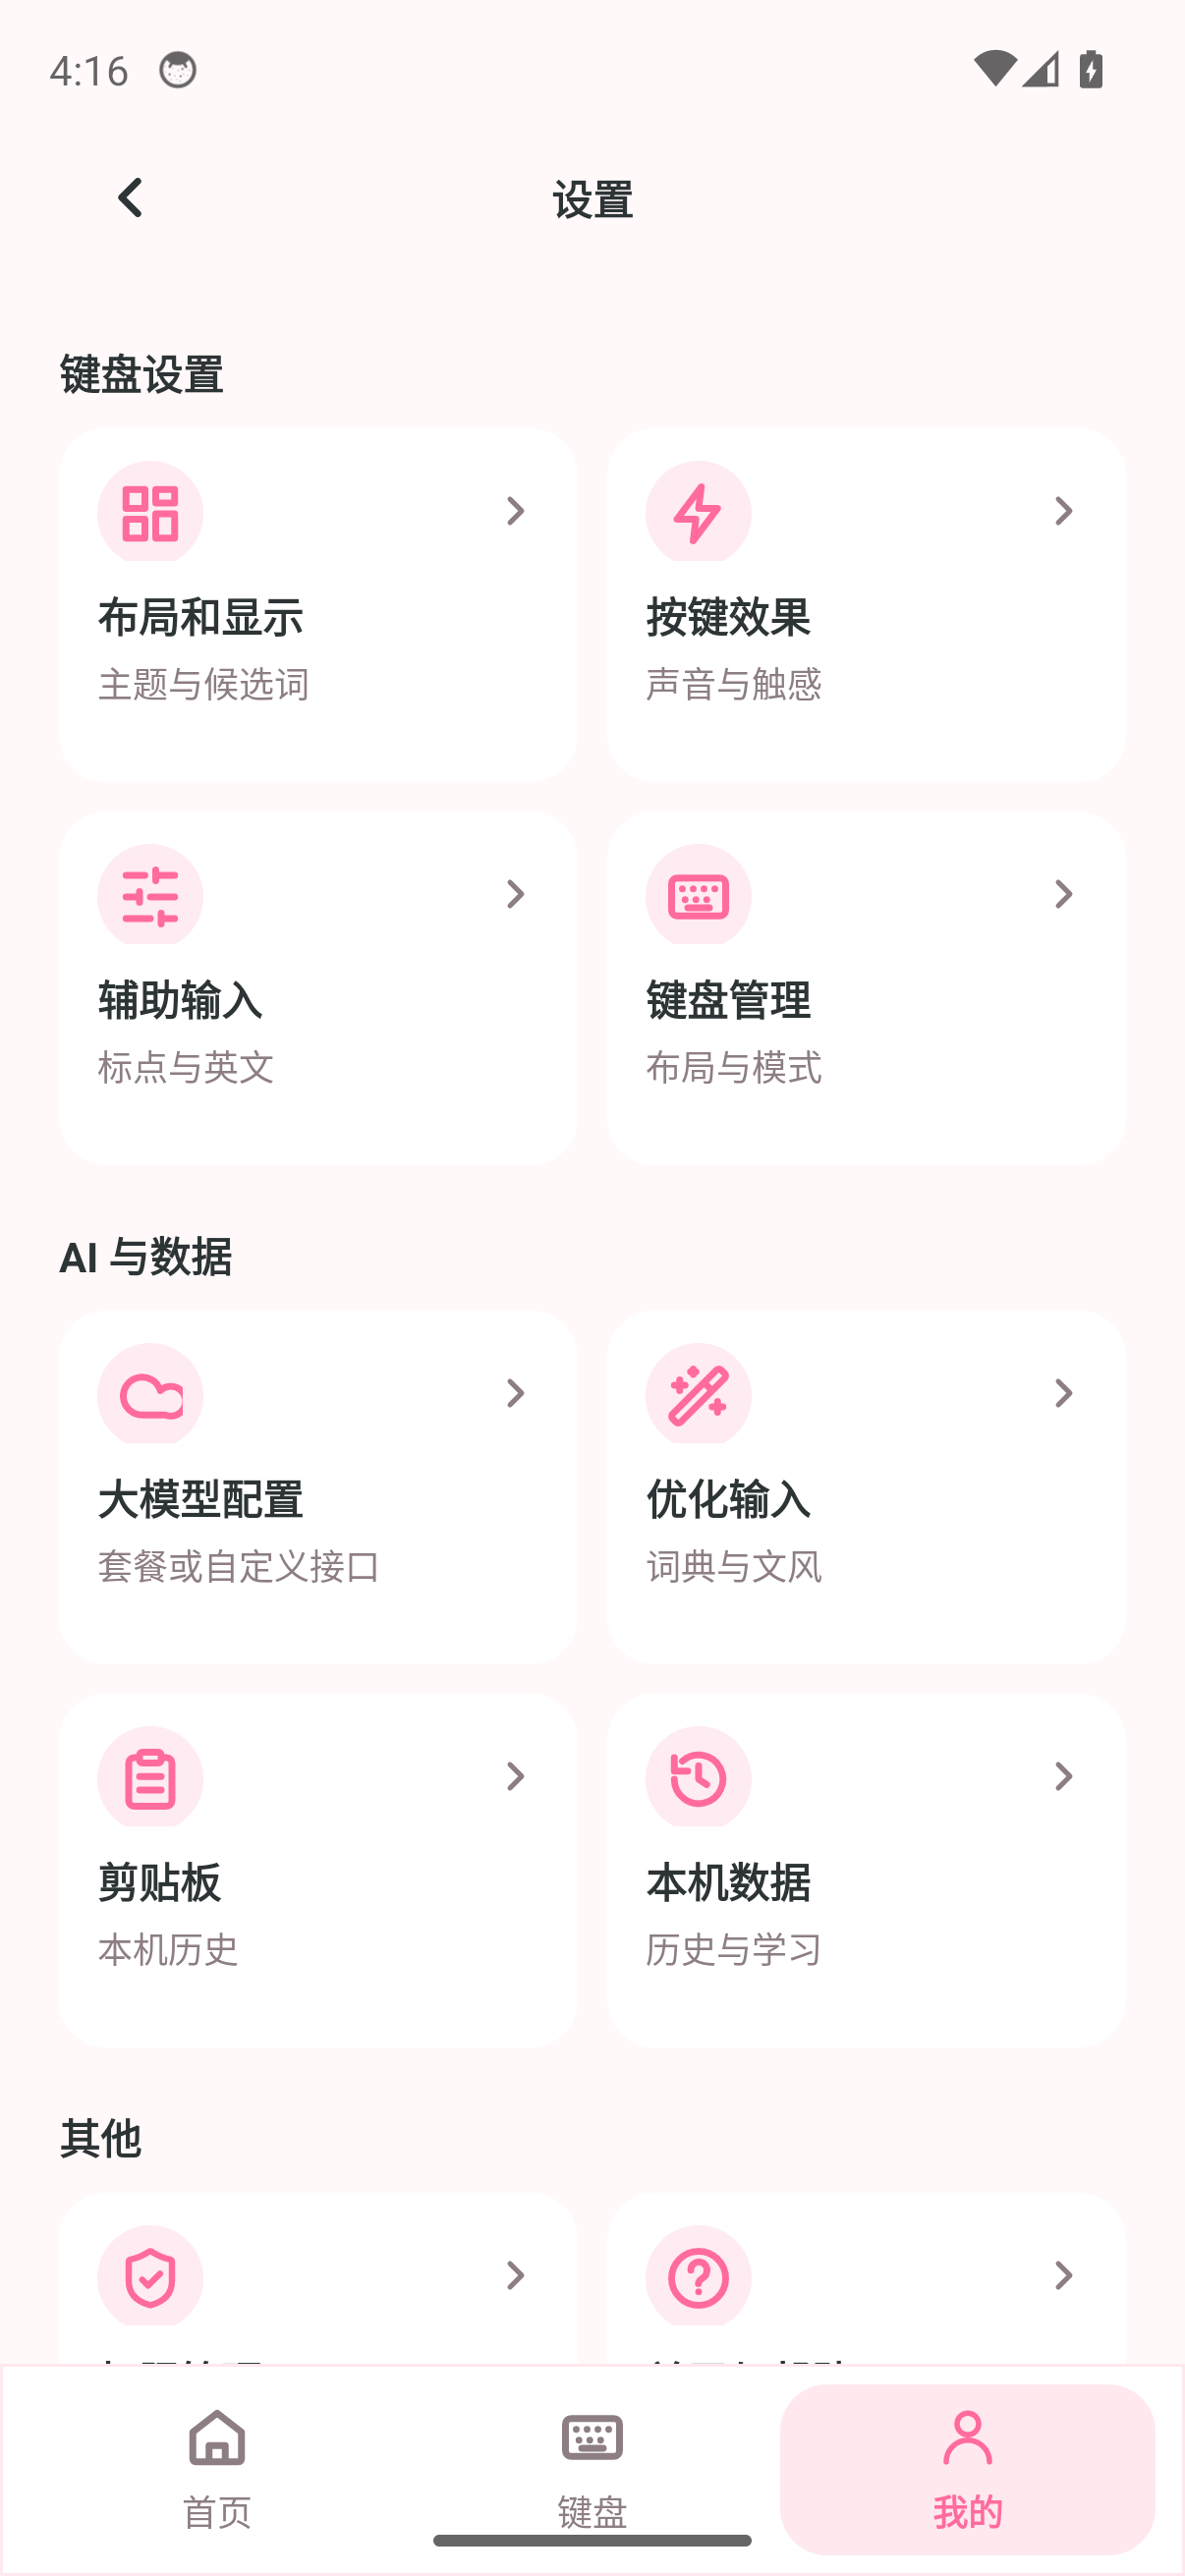 4:16
设置
键盘设置
布局和显示
主题与候选词
按键效果
声音与触感
辅助输入
标点与英文
键盘管理
布局与模式
AI 与数据
大模型配置
套餐或自定义接口
优化输入
词典与文风
剪贴板
本机历史
本机数据
历史与学习
其他
首页
键盘
我的